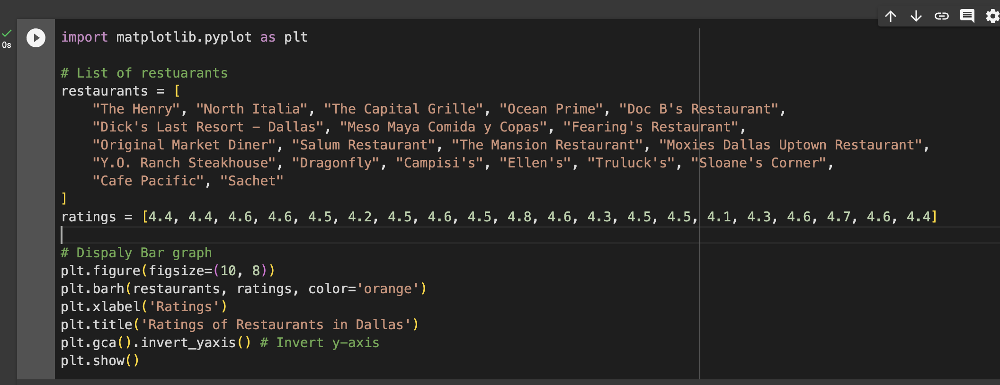 import matplotlib.pyplot as plt
# List of restuarants
restaurants = [
"The Henry", "North Italia", "The Capital Grille", "Ocean Prime", "Doc B's Restaurant",
"Dick's Last Resort - Dallas", "Meso Maya Comida y Copas", "Fearing's Restaurant",
"Original Market Diner", "Salum Restaurant", "The Mansion Restaurant", "Moxies Dallas Uptown Restaurant",
"Y.O. Ranch Steakhouse", "Dragonfly", "Campisi's", "Ellen's", "Truluck's", "Sloane's Corner",
"Cafe Pacific", "Sachet"
]
ratings = [4.4, 4.4, 4.6, 4.6, 4.5, 4.2, 4.5, 4.6, 4.5, 4.8, 4.6, 4.3, 4.5, 4.5, 4.1, 4.3, 4.6, 4.7, 4.6, 4.4]
# Dispaly Bar graph
plt.figure(figsize=(10, 8))
plt.barh(restaurants, ratings, color='orange')
plt.xlabel('Ratings')
plt.title('Ratings of Restaurants in Dallas')
plt.gca().invert_yaxis() # Invert y-axis
plt.show()
0s